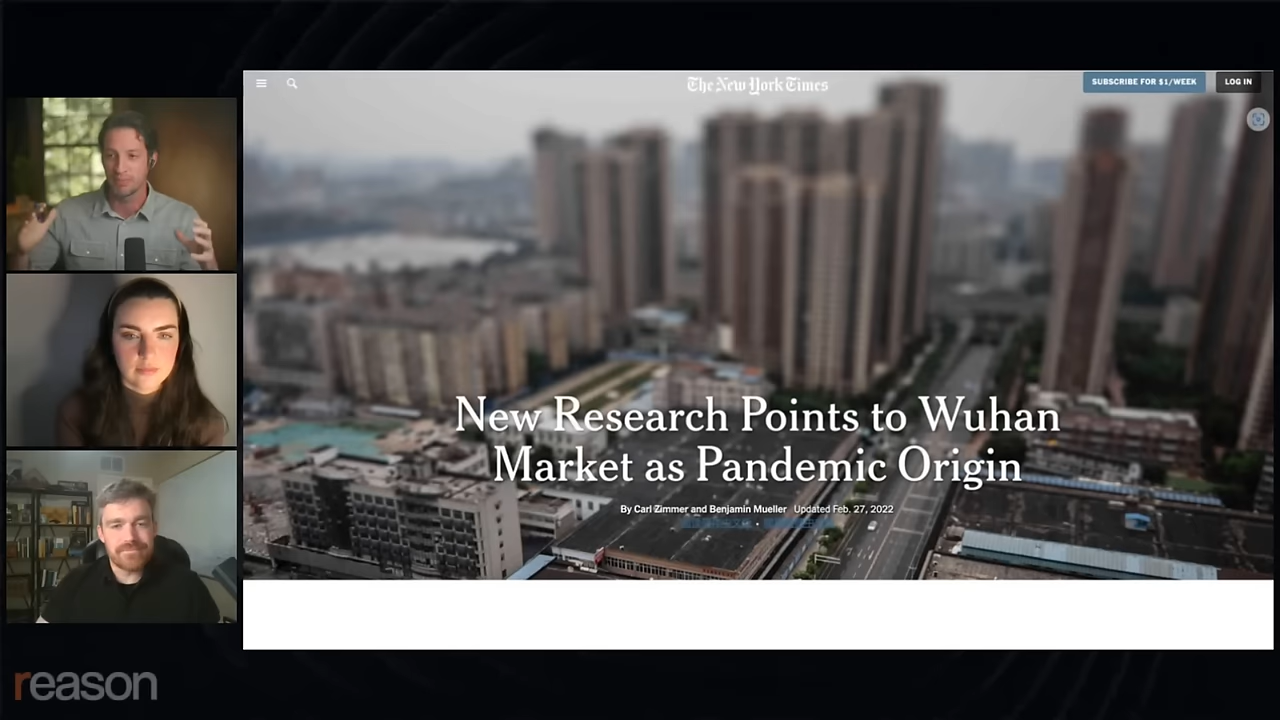 The New York Times
SUBSCRIBE FOR $1/WEEK
LOG IN
New Research Points to Wuhan
Market as Pandemic Origin
By Carl Zimmer and Benjamin Mueller Updated Feb. 27, 2022
reason